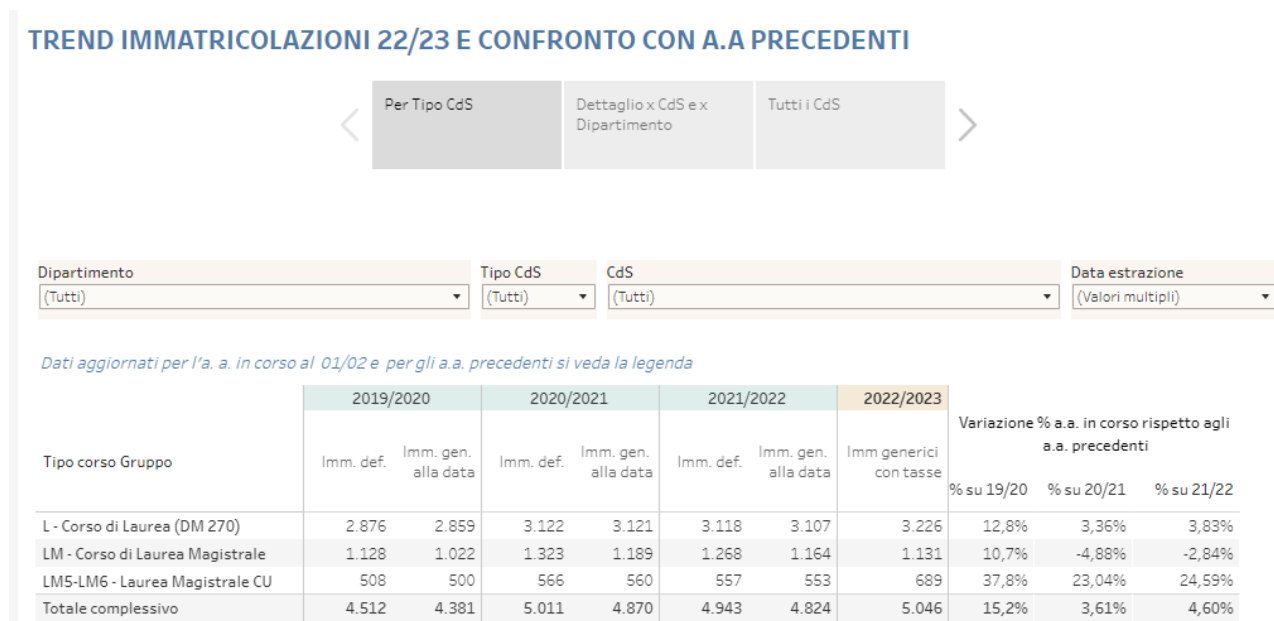 TREND IMMATRICOLAZIONI 22/23 E CONFRONTO CON A.A PRECEDENTI
Per Tipo CdS
Dettaglio x CdS e x
Dipartimento
Tutti i CdS
Dipartimento Tipo CdS CdS Data estrazione
(Tutti) (Tutti) (Tutti) (Valori multipli)
Dati aggiornati per l'a. a. in corso al 01/02 e per gli a.a. precedenti si veda la legenda
2019/2020 2020/2021 2021/2022 2022/2023
Variazione % a.a. in corso rispetto agli
a.a. precedenti
Tipo corso Gruppo
Imm. def.
Imm. gen.
alla data
Imm. def.
Imm. gen.
alla data
Imm. def.
Imm. gen.
alla data
Imm generici
con tasse
% su 19/20 % su 20/21 % su 21/22
L - Corso di Laurea (DM 270) 2.876 2.859 3.122 3.121 3.118 3.107 3.226 12,8% 3,36% 3,83%
LM - Corso di Laurea Magistrale 1.128 1.022 1.323 1.189 1.268 1.164 1.131 10,7% -4,88% -2,84%
LM5-LM6 - Laurea Magistrale CU 508 500 566 560 557 553 689 37,8% 23,04% 24,59%
Totale complessivo 4.512 4.381 5.011 4.870 4.943 4.824 5.046 15,2% 3,61% 4,60%